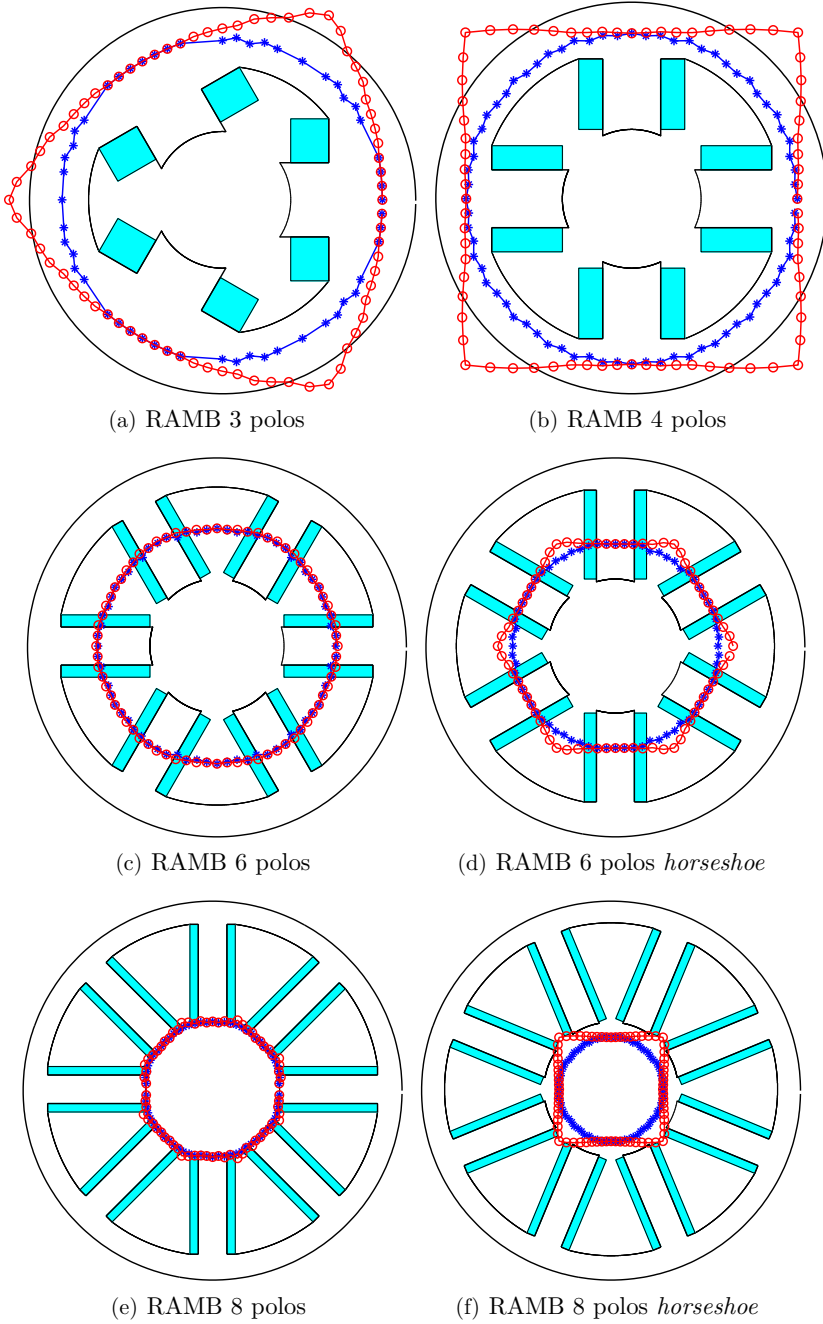 (a) RAMB 3 polos
(b) RAMB 4 polos
(c) RAMB 6 polos
(d) RAMB 6 polos horseshoe
(e) RAMB 8 polos
(f) RAMB 8 polos horseshoe